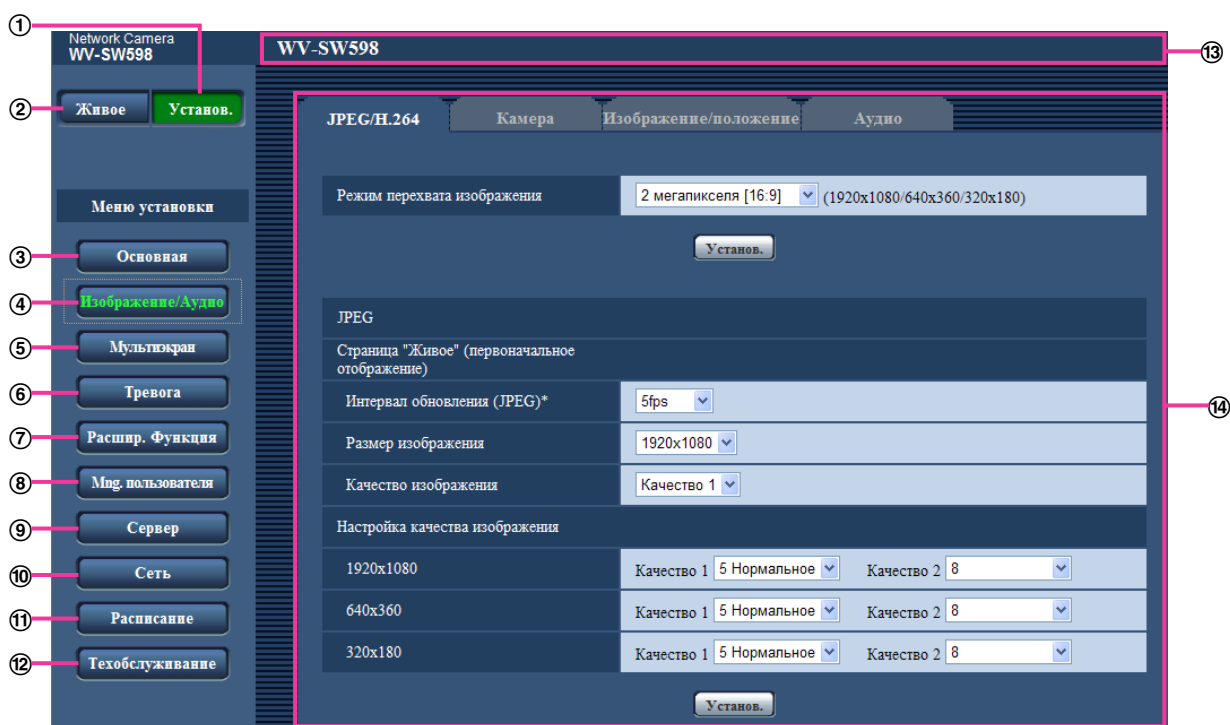 ①
Network Camera
WV-SW598
WV-SW598
⑬
②
Живое
Установ.
JPEG/H.264
Камера
Изображение/положение
Аудио
Меню установки
Режим перехвата изображения
2 мегапикселя [16:9]
(1920x1080/640x360/320x180)
Установ.
③
Основная
④
Изображение/Аудио
⑤
Мультиэкран
⑥
Тревога
⑦
Расшир. Функция
⑧
Mng. пользователя
⑨
Сервер
⑩
Сеть
⑪
Расписание
⑫
Техобслуживание
JPEG
Страница "Живое" (первоначальное
отображение)
Интервал обновления (JPEG)*
5fps
⑭
Размер изображения
1920x1080
Качество изображения
Качество 1
Настройка качества изображения
1920x1080
Качество 1 5 Нормальное Качество 2 8
640x360
Качество 1 5 Нормальное Качество 2 8
320x180
Качество 1 5 Нормальное Качество 2 8
Установ.